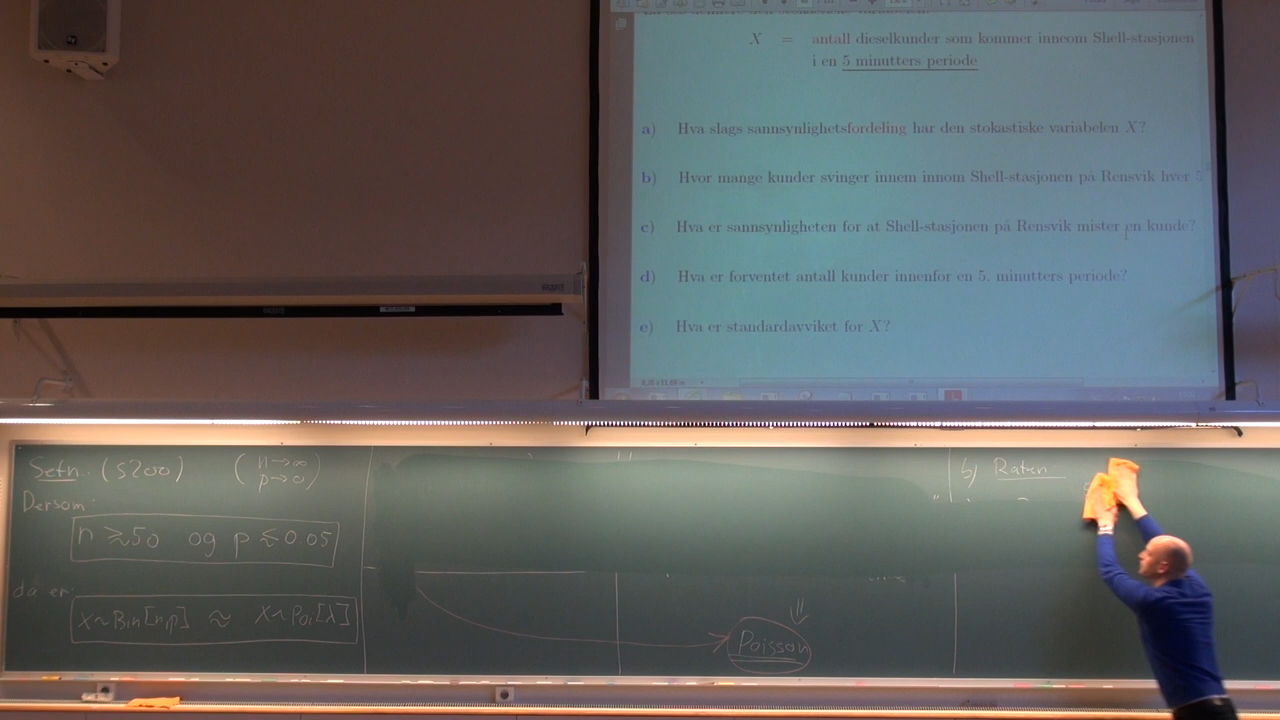 X = antall dieselkunder som kommer inneom Shell-stasjonen
i en 5 minutters periode
a) Hva slags sannsynlighetsfordeling har den stokastiske variabelen X?
b) Hvor mange kunder svinger innem innom Shell-stasjonen på Rensvik hver 5
c) Hva er sannsynligheten for at Shell-stasjonen på Rensvik mister en kunde?
d) Hva er forventet antall kunder innenfor en 5. minutters periode?
e) Hva er standardavviket for X?
Setn. (s200) (n→∞
p→0)
Dersom:
n ≥ 50 og p ≤ 0.05
da er:
X~Bin[n,p] ≈ X~Poi[λ]
Poisson
b) Raten